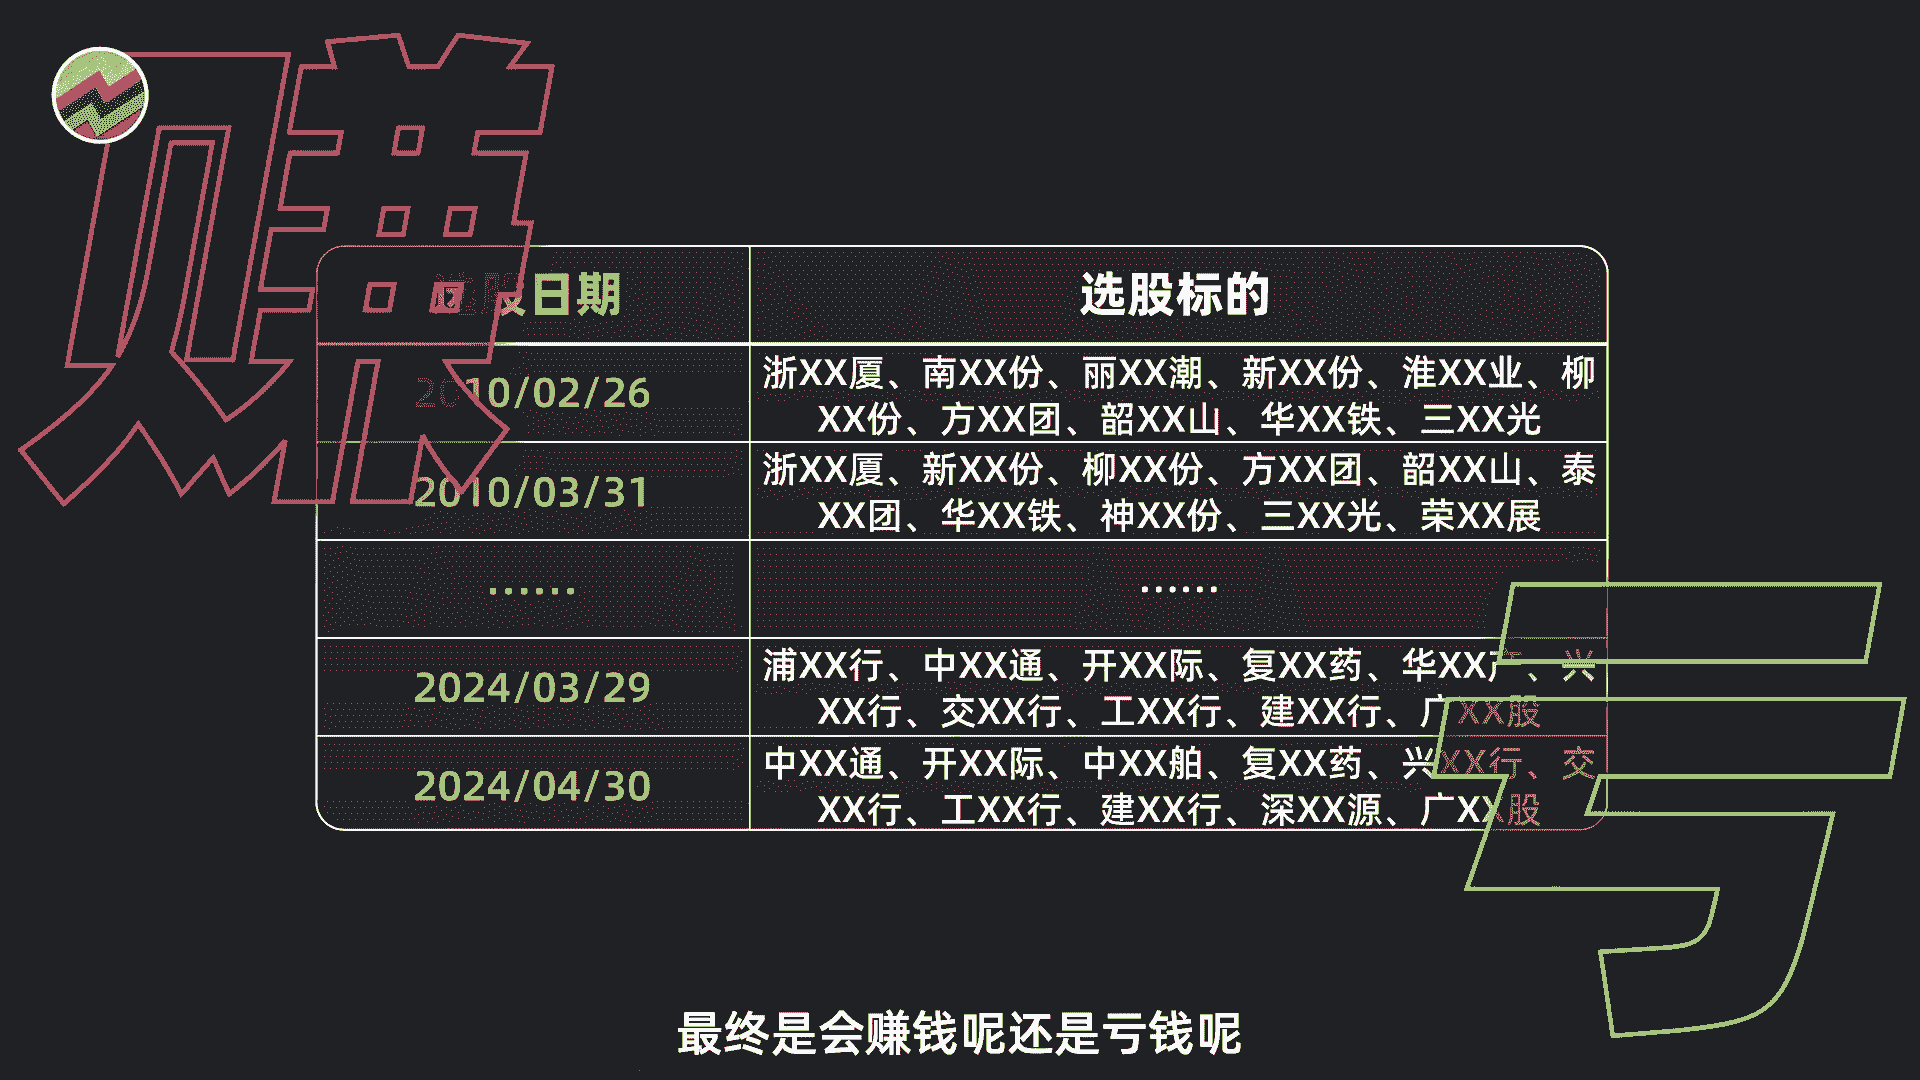 赚
选股日期
选股标的
2010/02/26
浙XX厦、南XX份、丽XX潮、新XX份、淮XX业、柳
XX份、方XX团、韶XX山、华XX铁、三XX光
2010/03/31
浙XX厦、新XX份、柳XX份、方XX团、韶XX山、泰
XX团、华XX铁、神XX份、三XX光、荣XX展
……
……
2024/03/29
浦XX行、中XX通、开XX际、复XX药、华XX产、兴
XX行、交XX行、工XX行、建XX行、广XX股
2024/04/30
中XX通、开XX际、中XX舶、复XX药、兴XX行、交
XX行、工XX行、建XX行、深XX源、广XX股
亏
最终是会赚钱呢还是亏钱呢